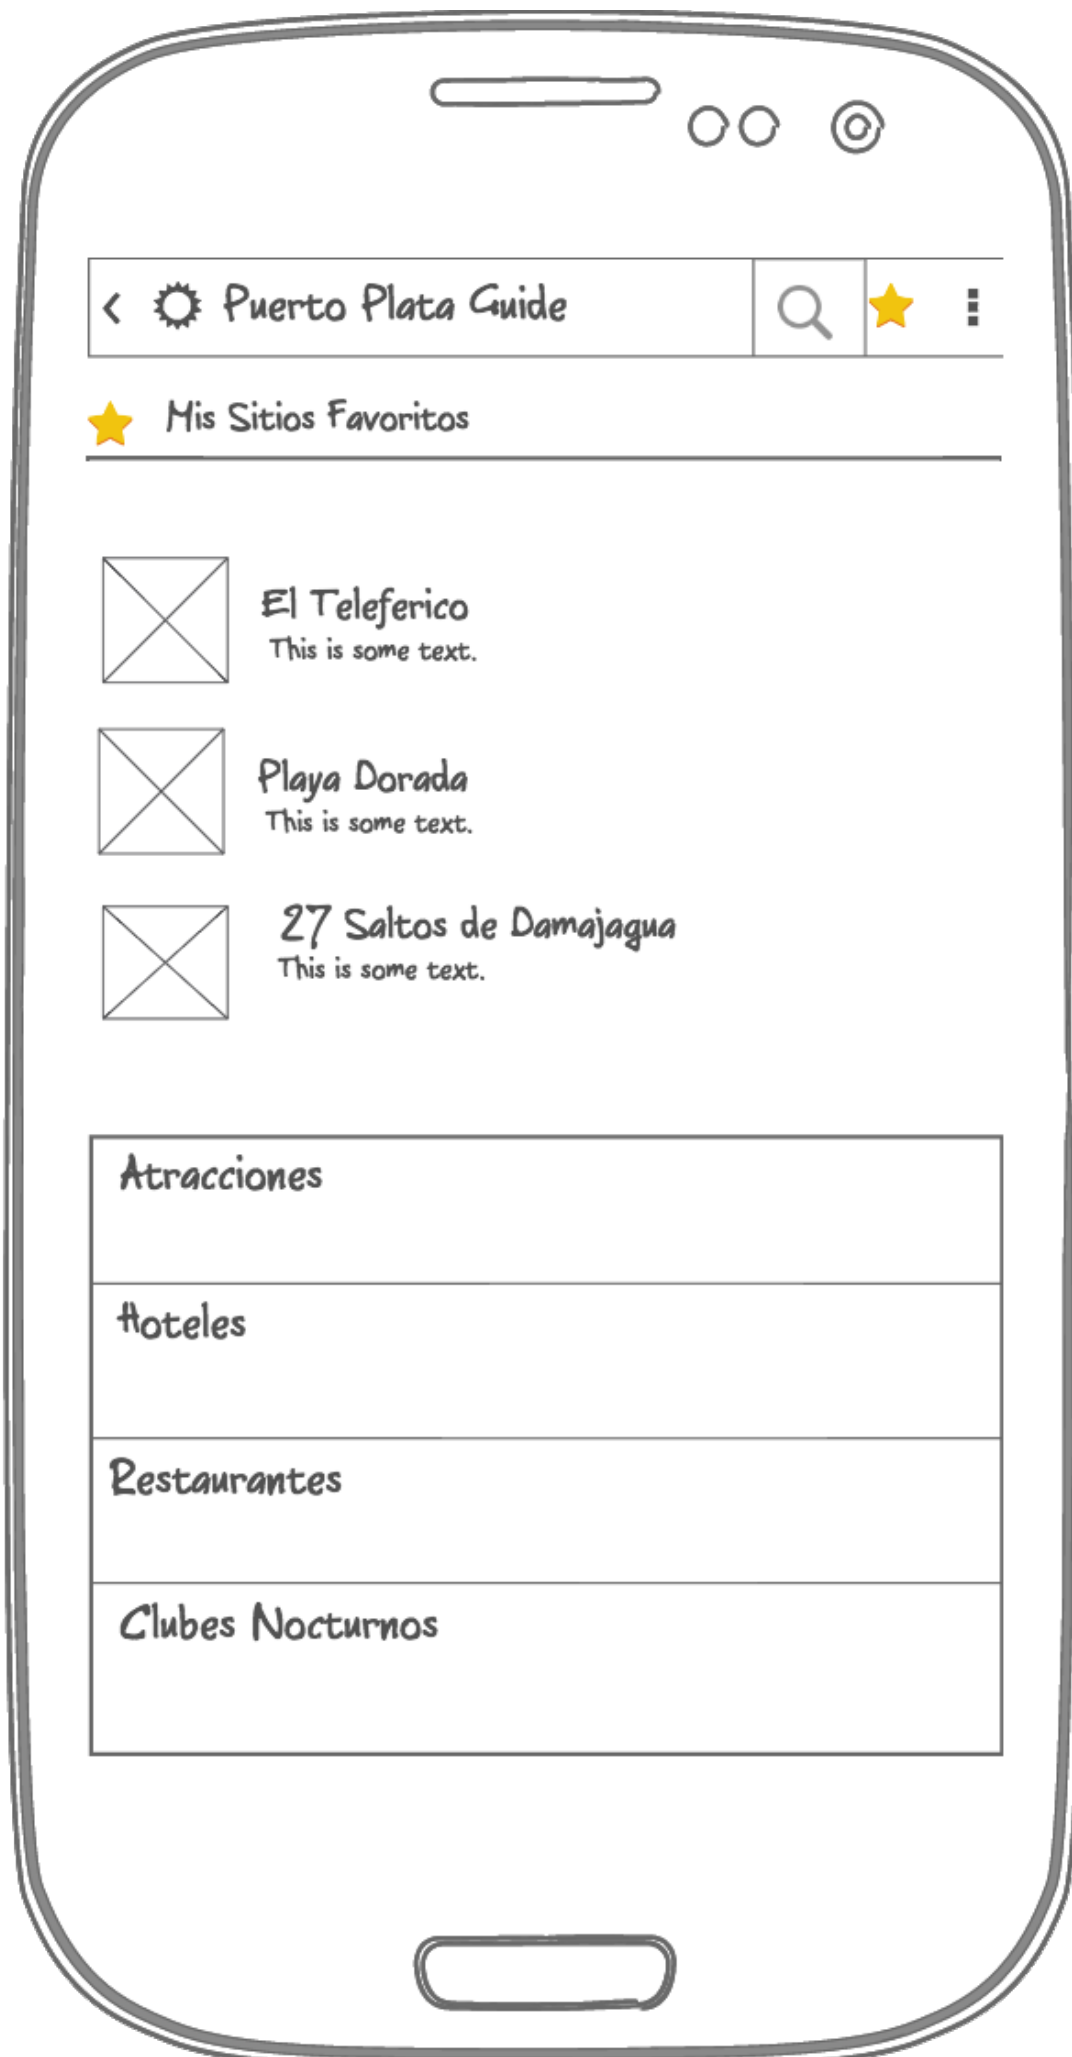 Puerto Plata Guide
Mis Sitios Favoritos
El Teleferico
This is some text.
Playa Dorada
This is some text.
27 Saltos de Damajagua
This is some text.
Atracciones
Hoteles
Restaurantes
Clubes Nocturnos